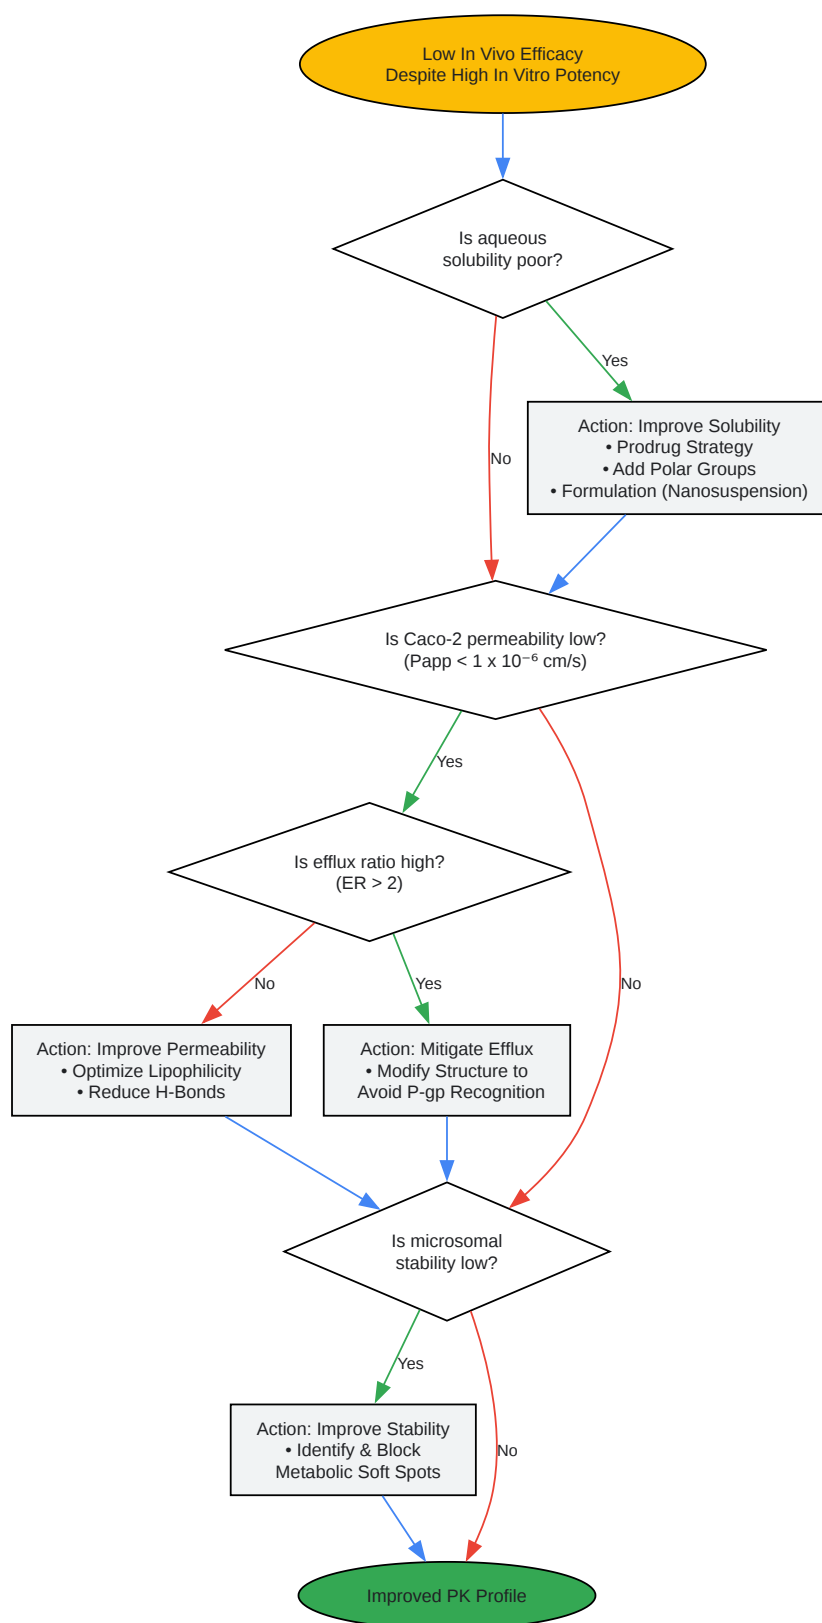 Low In Vivo Efficacy
Despite High In Vitro Potency
Is aqueous
solubility poor?
Yes
Action: Improve Solubility
• Prodrug Strategy
• Add Polar Groups
• Formulation (Nanosuspension)
No
Is Caco-2 permeability low?
(Papp < 1 x 10⁻⁶ cm/s)
Yes
Is efflux ratio high?
(ER > 2)
No
Yes
No
Action: Improve Permeability
• Optimize Lipophilicity
• Reduce H-Bonds
Action: Mitigate Efflux
• Modify Structure to
Avoid P-gp Recognition
Is microsomal
stability low?
Yes
Action: Improve Stability
• Identify & Block
Metabolic Soft Spots
No
Improved PK Profile